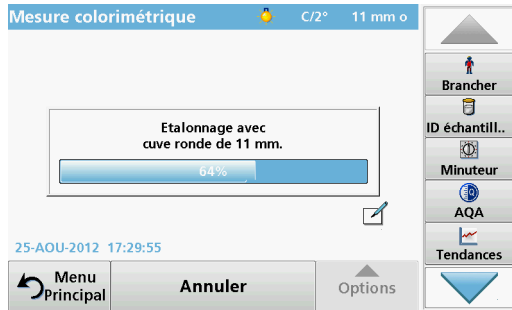 Mesure colorimétrique C/2° 11 mm o
Etalonnage avec
cuve ronde de 11 mm.
64%
25-AOU-2012 17:29:55
Menu
Principal
Annuler
Options
Brancher
ID échantill..
Minuteur
AQA
Tendances